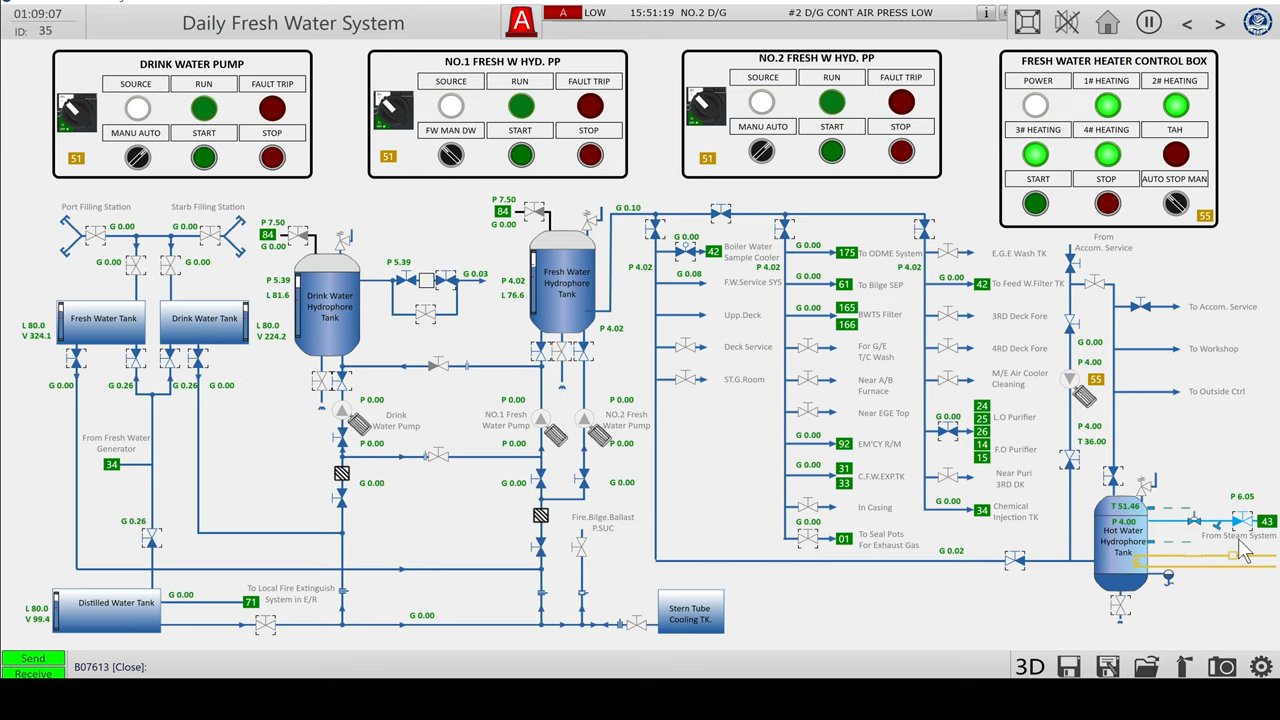 01:09:07
ID: 35
Daily Fresh Water System
A
A LOW 15:51:19 NO.2 D/G #2 D/G CONT AIR PRESS LOW
DRINK WATER PUMP
SOURCE RUN FAULT TRIP
MANU AUTO START STOP
51
NO.1 FRESH W HYD. PP
SOURCE RUN FAULT TRIP
FW MAN DW START STOP
51
NO.2 FRESH W HYD. PP
SOURCE RUN FAULT TRIP
MANU AUTO START STOP
51
FRESH WATER HEATER CONTROL BOX
POWER 1# HEATING 2# HEATING
3# HEATING 4# HEATING TAH
START STOP AUTO STOP MAN
55
Port Filling Station
Starb Filling Station
G 0.00
G 0.00
G 0.00
G 0.00
Fresh Water Tank
Drink Water Tank
L 80.0
V 324.1
L 80.0
V 224.2
G 0.00
G 0.26
G 0.26
G 0.00
From Fresh Water
Generator
34
G 0.26
Distilled Water Tank
L 80.0
V 99.4
G 0.00
71
To Local Fire Extinguish
System in E/R
G 0.00
P 7.50
84
G 0.00
P 5.39
L 81.6
Drink Water
Hydrophore
Tank
P 5.39
G 0.03
P 0.00
Drink
Water Pump
P 0.00
G 0.00
P 7.50
84
G 0.00
P 4.02
L 76.6
Fresh Water
Hydrophore
Tank
G 0.10
P 4.02
P 0.00
NO.1 Fresh
Water Pump
P 0.00
G 0.00
P 0.00
NO.2 Fresh
Water Pump
P 0.00
G 0.00
Fire.Bilge.Ballast
P.SUC
Stern Tube
Cooling TK.
P 4.02
G 0.00
42
Boiler Water
Sample Cooler
G 0.08
F.W.Service SYS
Upp.Deck
Deck Service
ST.G.Room
P 4.02
G 0.00
175
To ODME System
G 0.00
61
To Bilge SEP
G 0.00
165
166
BWTS Filter
For G/E
T/C Wash
Near A/B
Furnace
Near EGE Top
G 0.00
92
EM'CY R/M
G 0.00
31
33
C.F.W.EXP.TK
In Casing
G 0.00
01
To Seal Pots
For Exhaust Gas
P 4.02
E.G.E Wash TK
G 0.00
42
To Feed W.Filter TK
3RD Deck Fore
4RD Deck Fore
M/E Air Cooler
Cleaning
G 0.00
24
25
26
14
15
L.O Purifier
F.O Purifier
Near Puri
3RD DK
G 0.00
34
Chemical
Injection TK
G 0.02
From
Accom. Service
To Accom. Service
To Workshop
To Outside Ctrl
G 0.00
P 4.00
55
P 4.00
T 36.00
T 51.46
P 4.00
Hot Water
Hydrophore
Tank
P 6.05
43
From Steam System
Send
Receive
B07613 [Close]:
3D